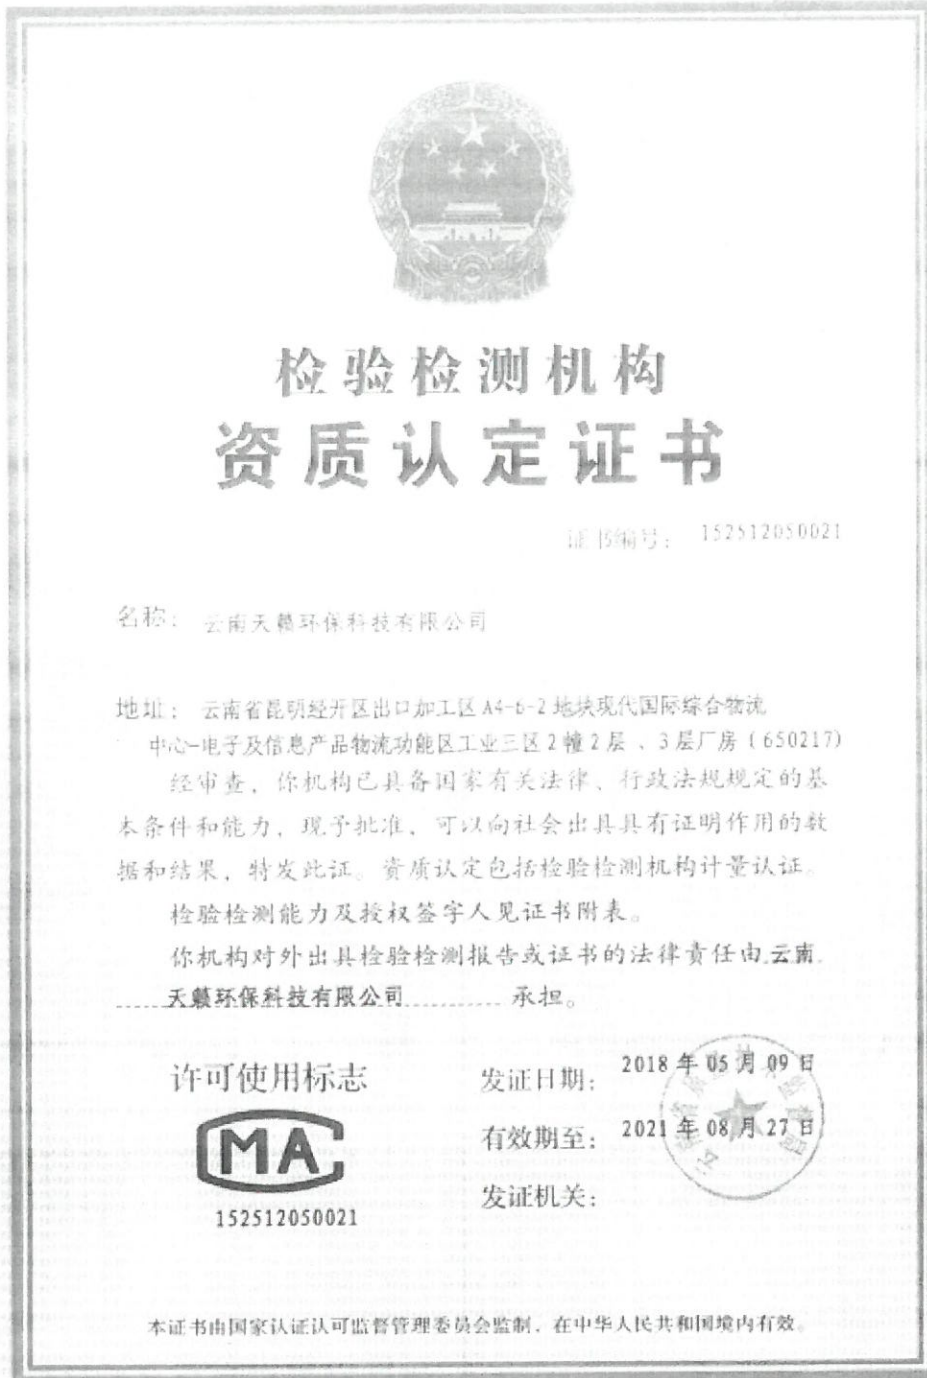 检验检测机构
资质认定证书
证书编号： 152512050021
名称： 云南天籁环保科技有限公司
地址： 云南省昆明经开区出口加工区A4-6-2地块现代国际综合物流
中心-电子及信息产品物流功能区工业三区2幢2层、3层厂房（650217）
经审查，你机构已具备国家有关法律、行政法规规定的基
本条件和能力，现予批准，可以向社会出具具有证明作用的数
据和结果，特发此证。资质认定包括检验检测机构计量认证。
检验检测能力及授权签字人见证书附表。
你机构对外出具检验检测报告或证书的法律责任由云南
天籁环保科技有限公司 承担。
许可使用标志
MA
152512050021
发证日期： 2018年05月09日
有效期至： 2021年08月27日
发证机关：
本证书由国家认证认可监督管理委员会监制，在中华人民共和国境内有效。